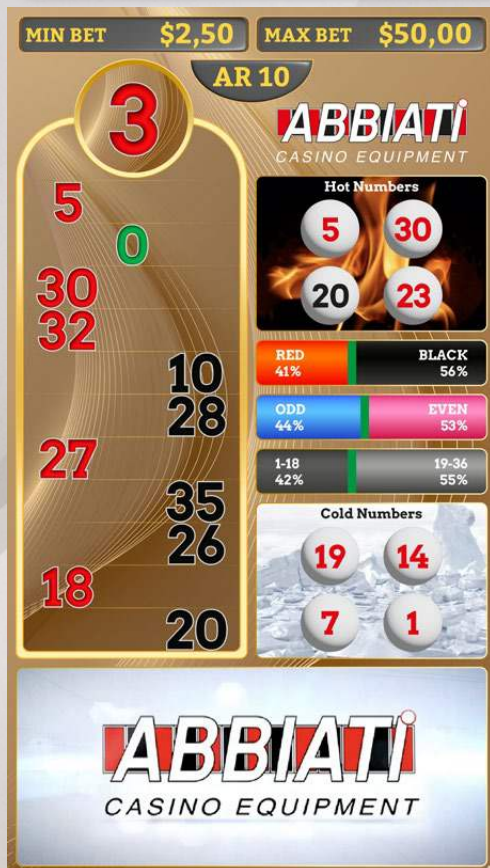 MIN BET $2,50 MAX BET $50,00
AR 10
3
ABBIATI
CASINO EQUIPMENT
5
0
30
32
10
28
27
35
26
18
20
Hot Numbers
5 30
20 23
RED BLACK
41% 56%
ODD EVEN
44% 53%
1-18 19-36
42% 55%
Cold Numbers
19 14
7 1
ABBIATI
CASINO EQUIPMENT